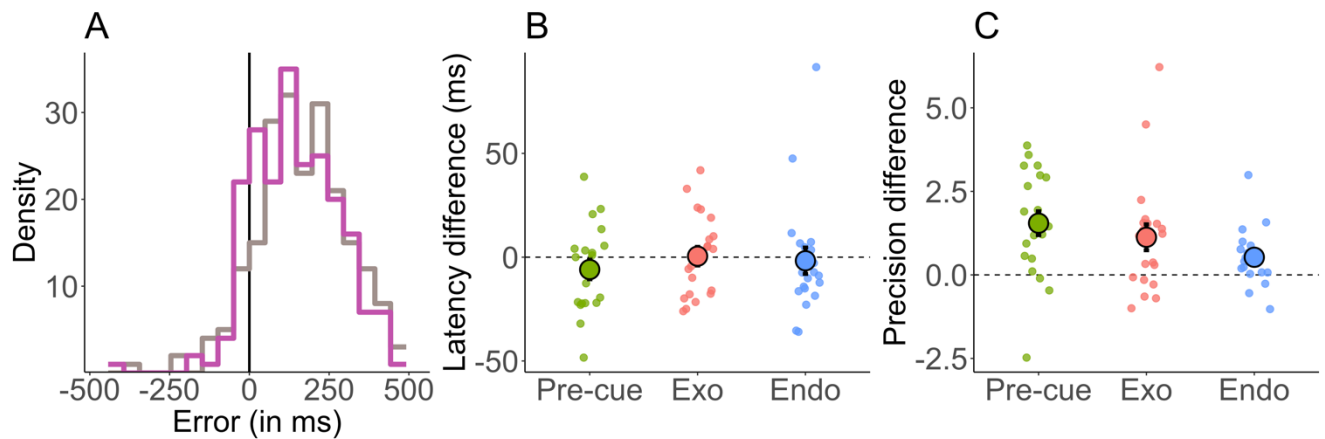 A
Density
30
20
10
-500
-250
0
250
500
Error (in ms)
B
Latency difference (ms)
50
0
-50
Pre-cue
Exo
Endo
C
Precision difference
5.0
2.5
0.0
-2.5
Pre-cue
Exo
Endo